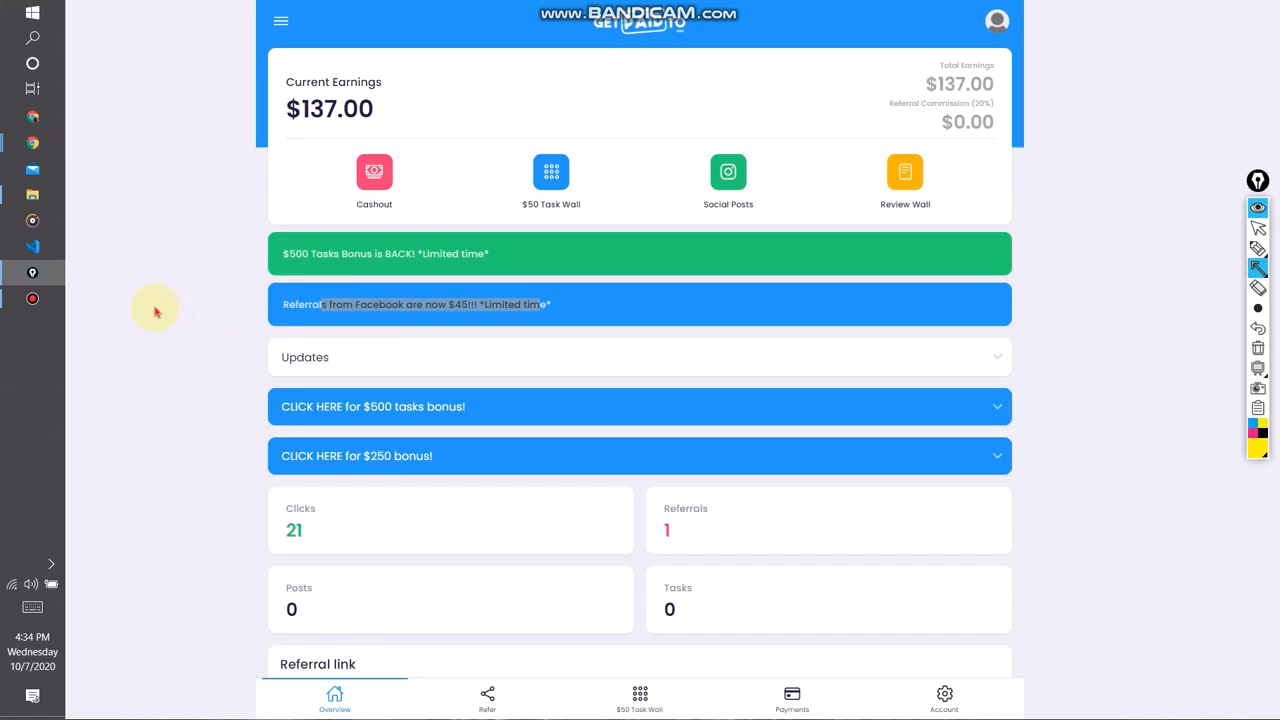 www.BANDICAM.com
GET PAID TO
Current Earnings
$137.00
Total Earnings
$137.00
Referral Commission (20%)
$0.00
Cashout
$50 Task Wall
Social Posts
Review Wall
$500 Tasks Bonus is BACK! *Limited time*
Referrals from Facebook are now $45!!! *Limited time*
Updates
CLICK HERE for $500 tasks bonus!
CLICK HERE for $250 bonus!
Clicks
21
Referrals
1
Posts
0
Tasks
0
Referral link
Overview
Refer
$50 Task Wall
Payments
Account
4:34 PM
Wednesday
10/7/2020